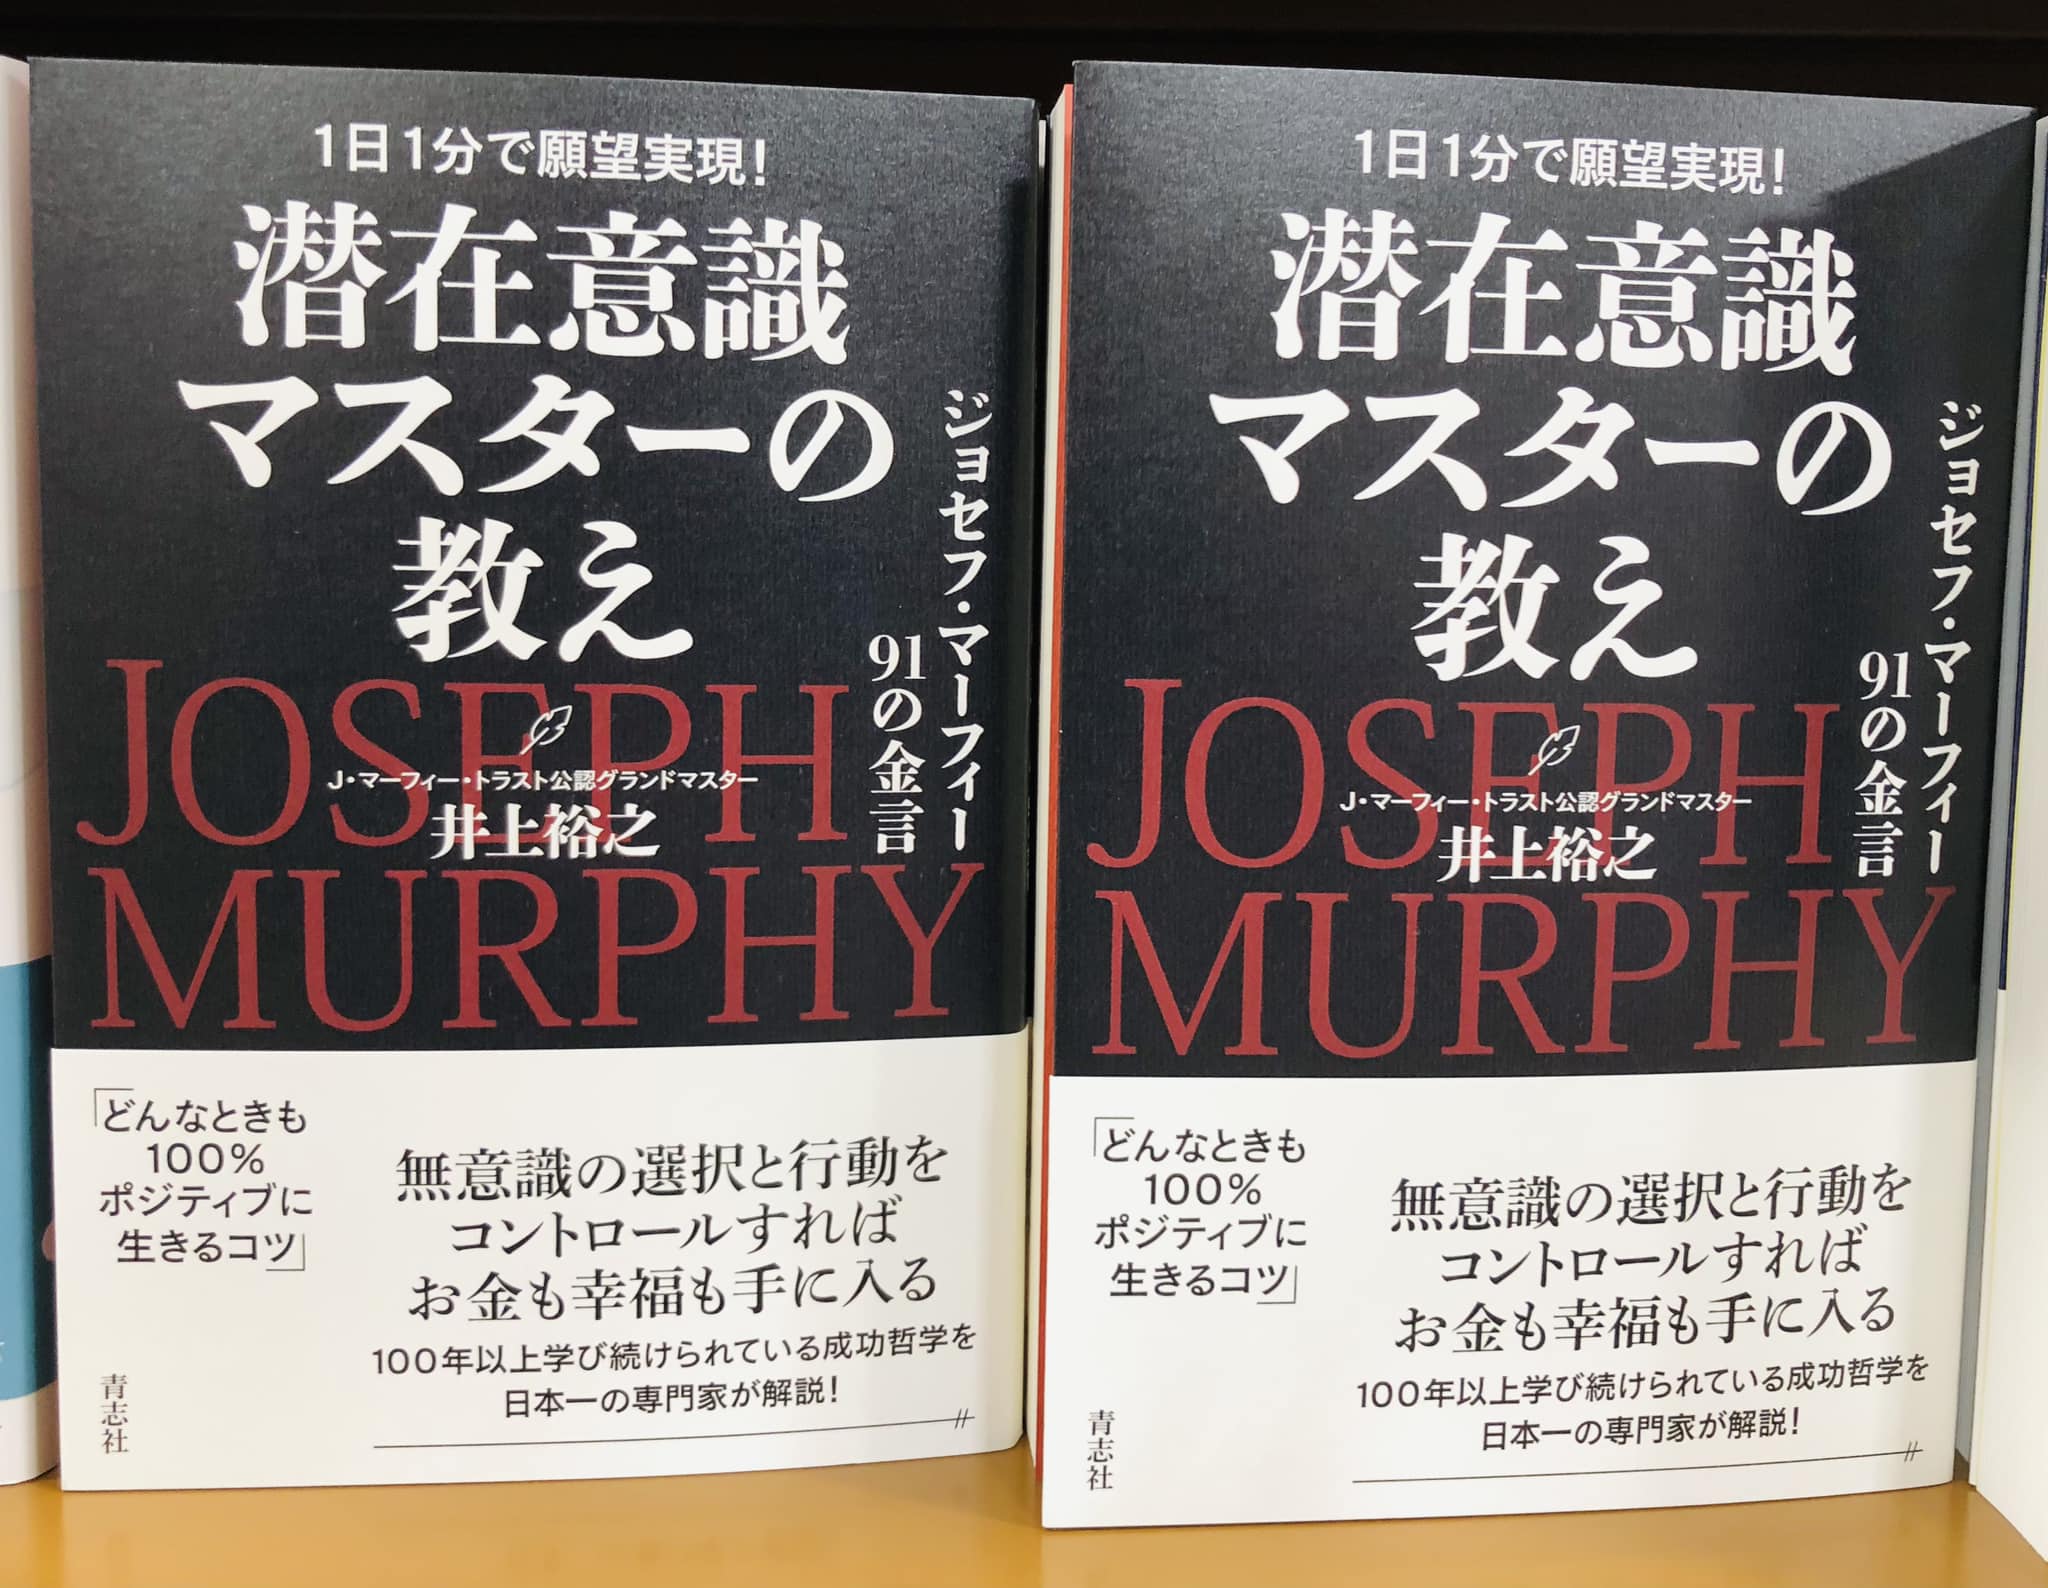 1日1分で願望実現!
潜在意識
マスターの
教え
ジョセフ・マーフィー
91の金言
JOSEPH
J・マーフィー・トラスト公認グランドマスター
井上裕之
MURPHY
「どんなときも
100%
ポジティブに
生きるコツ」
無意識の選択と行動を
コントロールすれば
お金も幸福も手に入る
100年以上学び続けられている成功哲学を
日本一の専門家が解説!
青志社
1日1分で願望実現!
潜在意識
マスターの
教え
ジョセフ・マーフィー
91の金言
JOSEPH
J・マーフィー・トラスト公認グランドマスター
井上裕之
MURPHY
「どんなときも
100%
ポジティブに
生きるコツ」
無意識の選択と行動を
コントロールすれば
お金も幸福も手に入る
100年以上学び続けられている成功哲学を
日本一の専門家が解説!
青志社